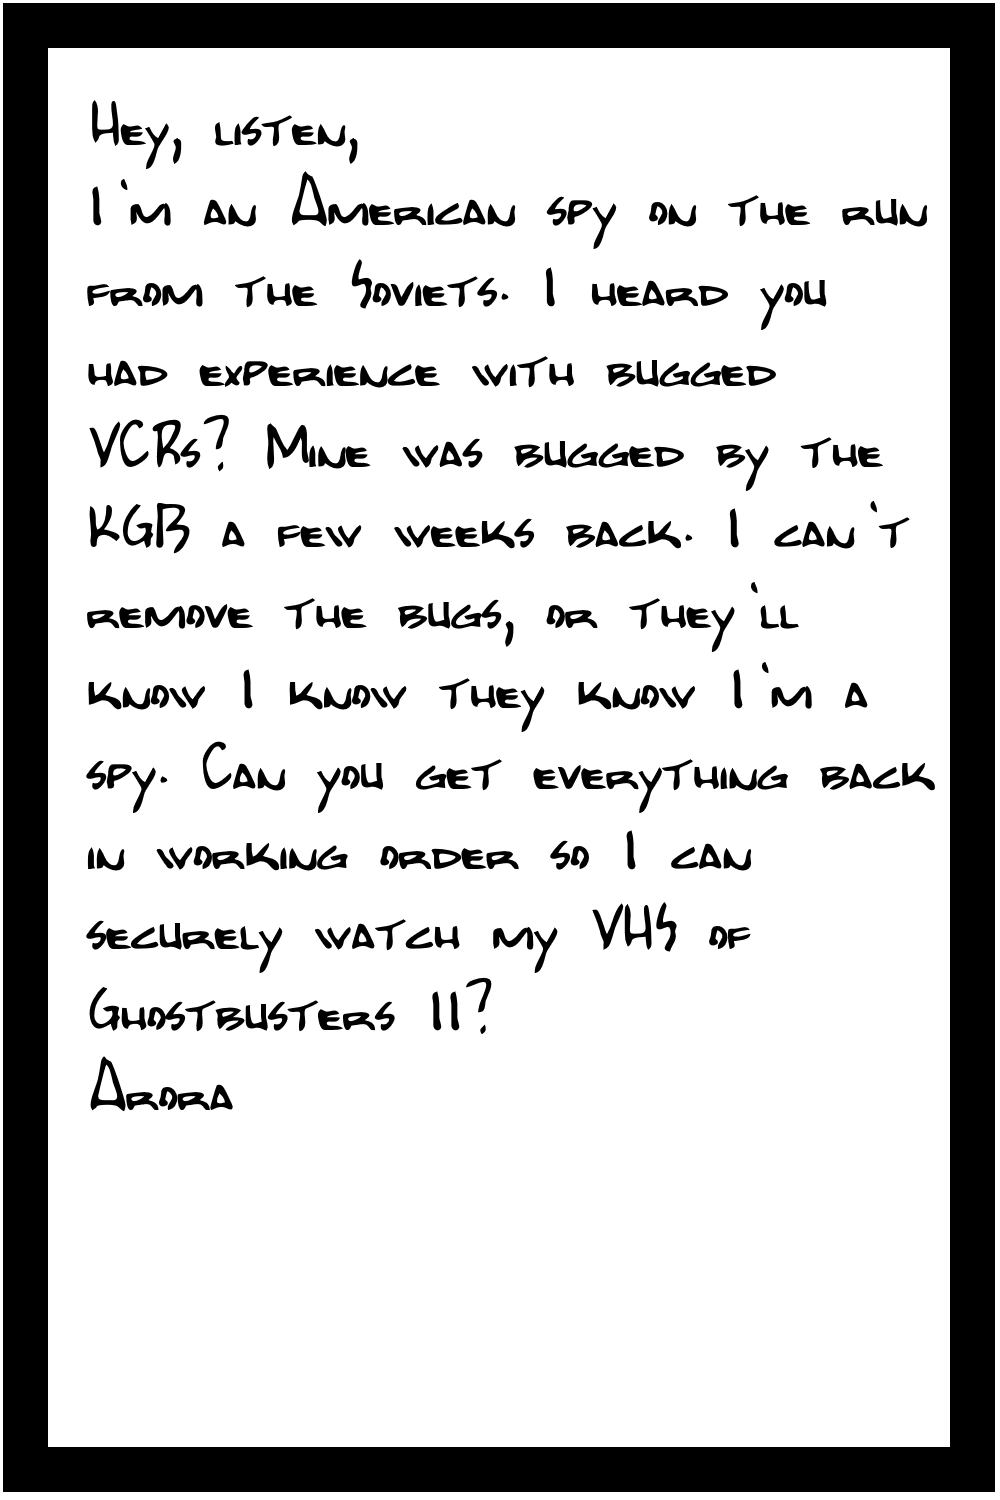 Hey, listen,
I'm an American spy on the run
from the Soviets. I heard you
had experience with bugged
VCRs? Mine was bugged by the
KGB a few weeks back. I can't
remove the bugs, or they'll
know I know they know I'm a
spy. Can you get everything back
in working order so I can
securely watch my VHS of
Ghostbusters II?
Arora